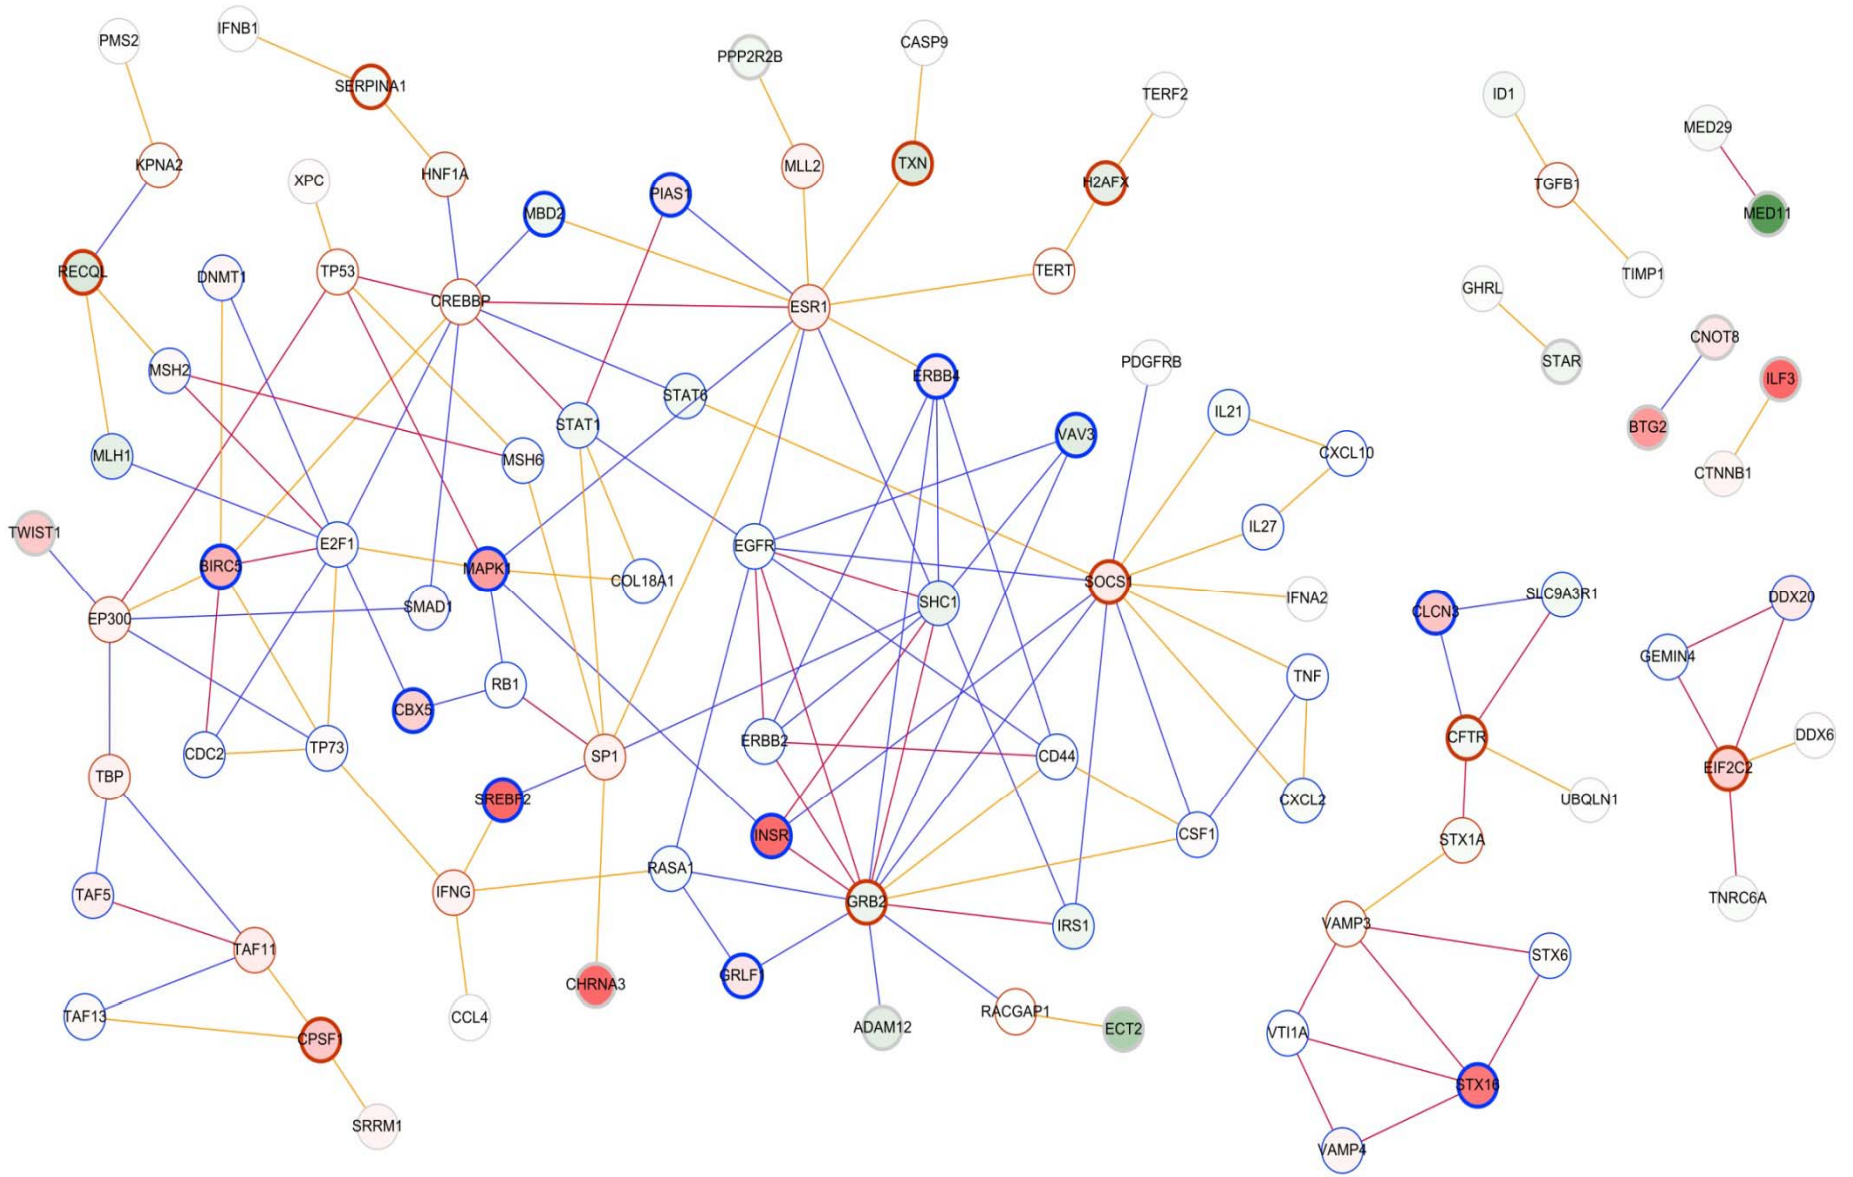 IFNB1
PMS2
CASP9
PPP2R2B
SERPINA1
TERF2
ID1
MED29
KPNA2
MLL2
TXN
HNF1A
XPC
H2AFX
TGFB1
PIAS1
MBD2
MED11
RECQL
TP53
TERT
TIMP1
DNMT1
GHRL
CREBBP
ESR1
CNOT8
PDGFRB
STAR
MSH2
ERBB4
ILF3
STAT6
IL21
STAT1
BTG2
VAV3
CXCL10
MLH1
MSH6
CTNNB1
IL27
TWIST1
E2F1
EGFR
BIRC5
MAPK1
COL18A1
SOCS1
SLC9A3R1
DDX20
IFNA2
SHC1
SMAD1
CLCN3
EP300
GEMIN4
TNF
RB1
CBX5
DDX6
CFTR
ERBB2
TP73
CDC2
SP1
CD44
EIF2C2
TBP
SREBF2
CXCL2
UBQLN1
INSR
CSF1
STX1A
RASA1
TAF5
IFNG
TNRC6A
GRB2
VAMP3
IRS1
TAF11
STX6
GRLF1
CHRNA3
RACGAP1
TAF13
CCL4
ADAM12
ECT2
VTI1A
CPSF1
STX16
SRRM1
VAMP4